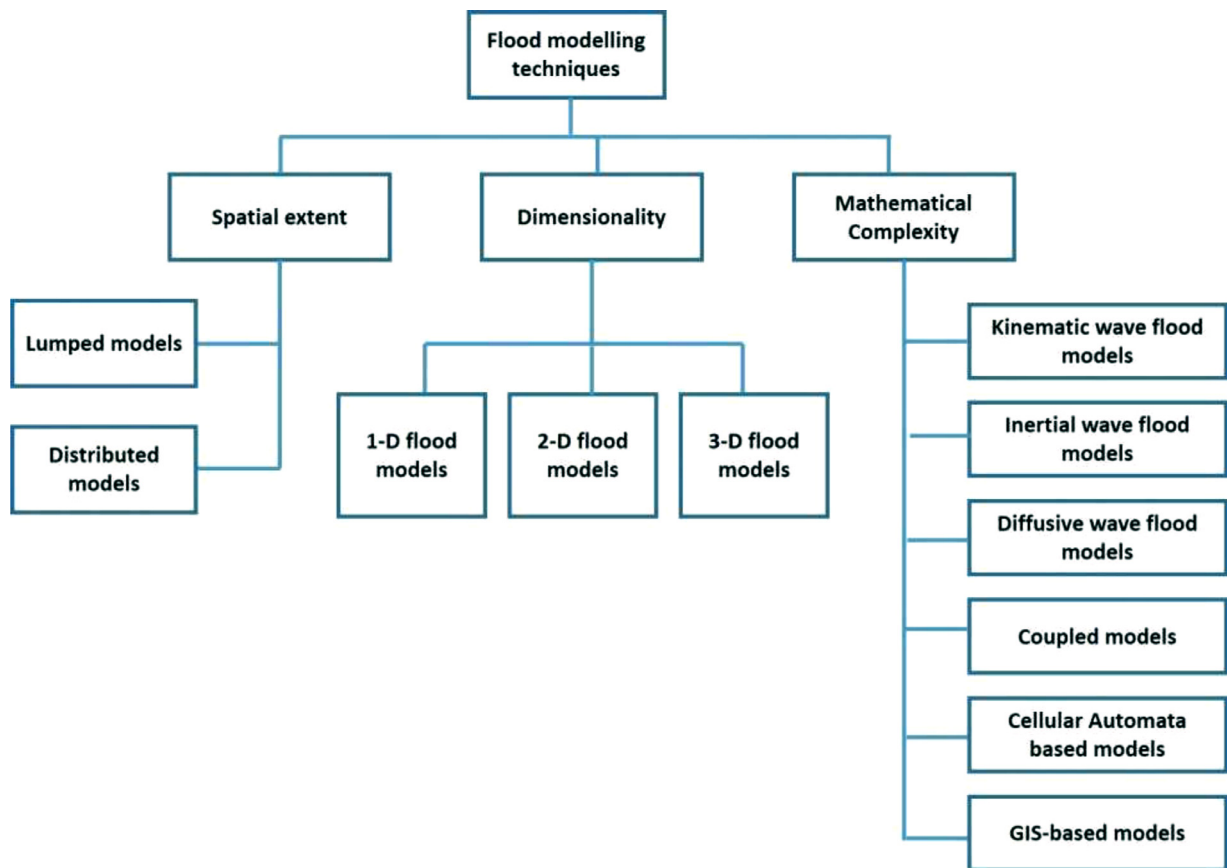 Flood modelling
techniques
Spatial extent
Dimensionality
Mathematical
Complexity
Lumped models
Distributed
models
1-D flood
models
2-D flood
models
3-D flood
models
Kinematic wave flood
models
Inertial wave flood
models
Diffusive wave flood
models
Coupled models
Cellular Automata
based models
GIS-based models